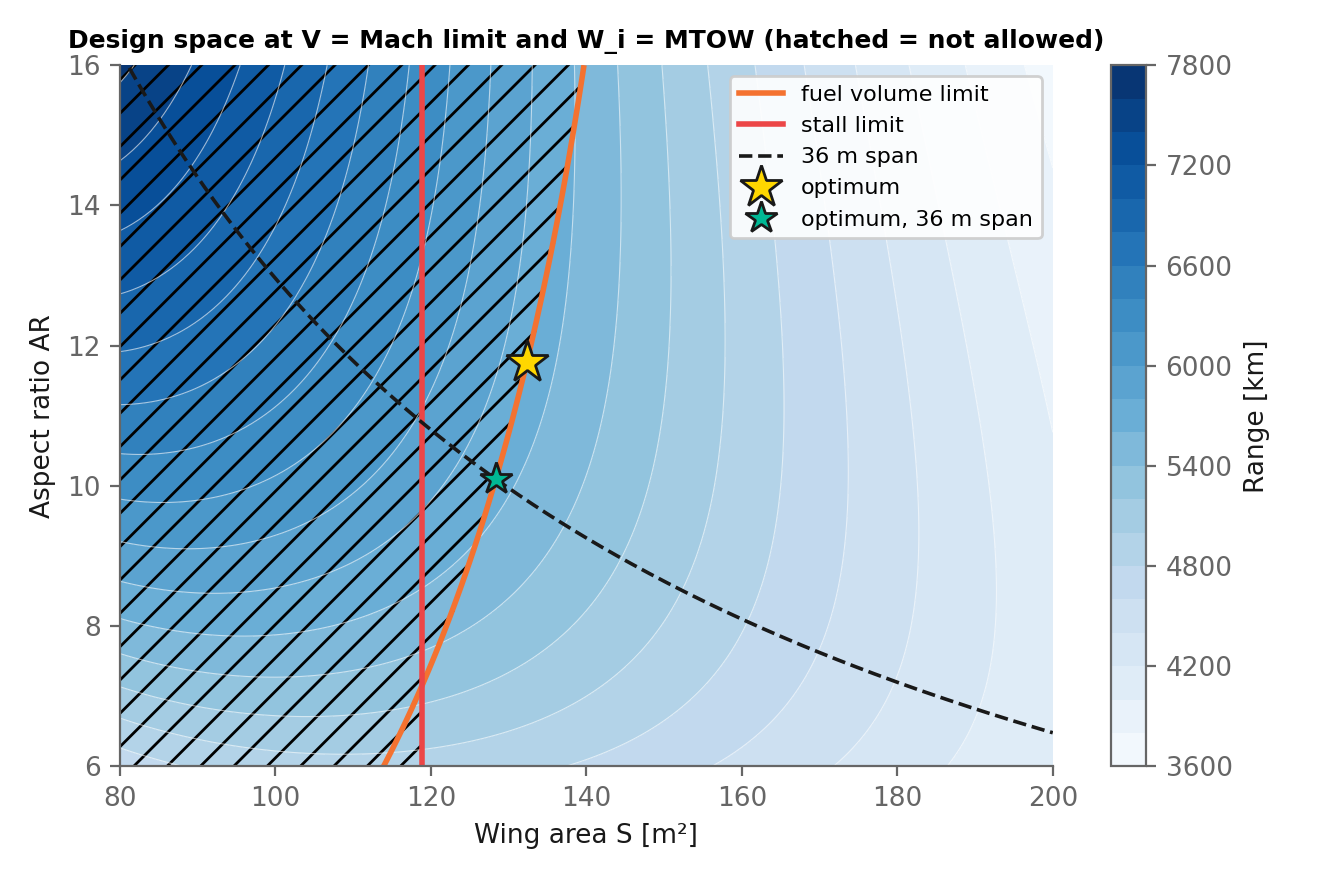 Design space at V = Mach limit and W_i = MTOW (hatched = not allowed)
fuel volume limit
stall limit
36 m span
optimum
optimum, 36 m span
Aspect ratio AR
16
14
12
10
8
6
80
100
120
140
160
180
200
Wing area S [m²]
7800
7200
6600
6000
5400
4800
4200
3600
Range [km]